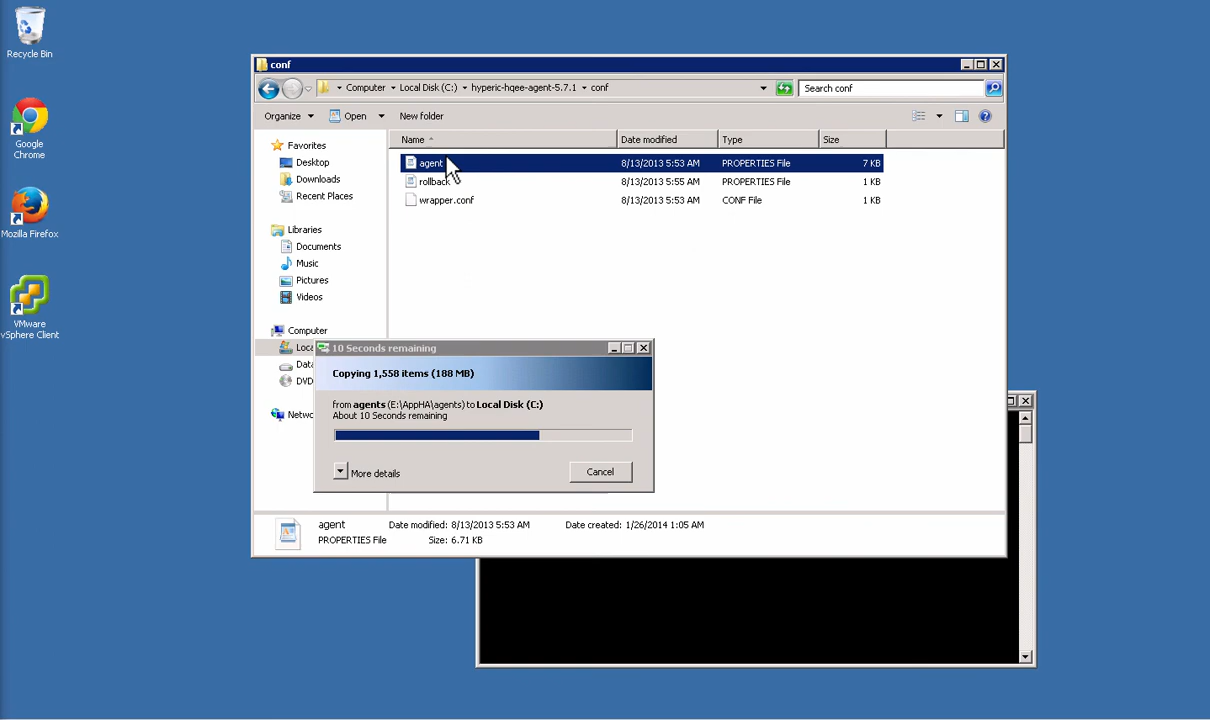 Recycle Bin
Google
Chrome
Mozilla Firefox
VMware
vSphere Client
conf
Computer Local Disk (C:) hyperic-hqee-agent-5.7.1 conf
Search conf
Organize Open New folder
Name Date modified Type Size
Favorites
Desktop
Downloads
Recent Places
Libraries
Documents
Music
Pictures
Videos
Computer
Loca
Data
DVD
Netwo
agent 8/13/2013 5:53 AM PROPERTIES File 7 KB
rollback 8/13/2013 5:55 AM PROPERTIES File 1 KB
wrapper.conf 8/13/2013 5:53 AM CONF File 1 KB
10 Seconds remaining
Copying 1,558 items (188 MB)
from agents (E:\AppHA\agents) to Local Disk (C:)
About 10 Seconds remaining
More details
Cancel
agent Date modified: 8/13/2013 5:53 AM Date created: 1/26/2014 1:05 AM
PROPERTIES File Size: 6.71 KB